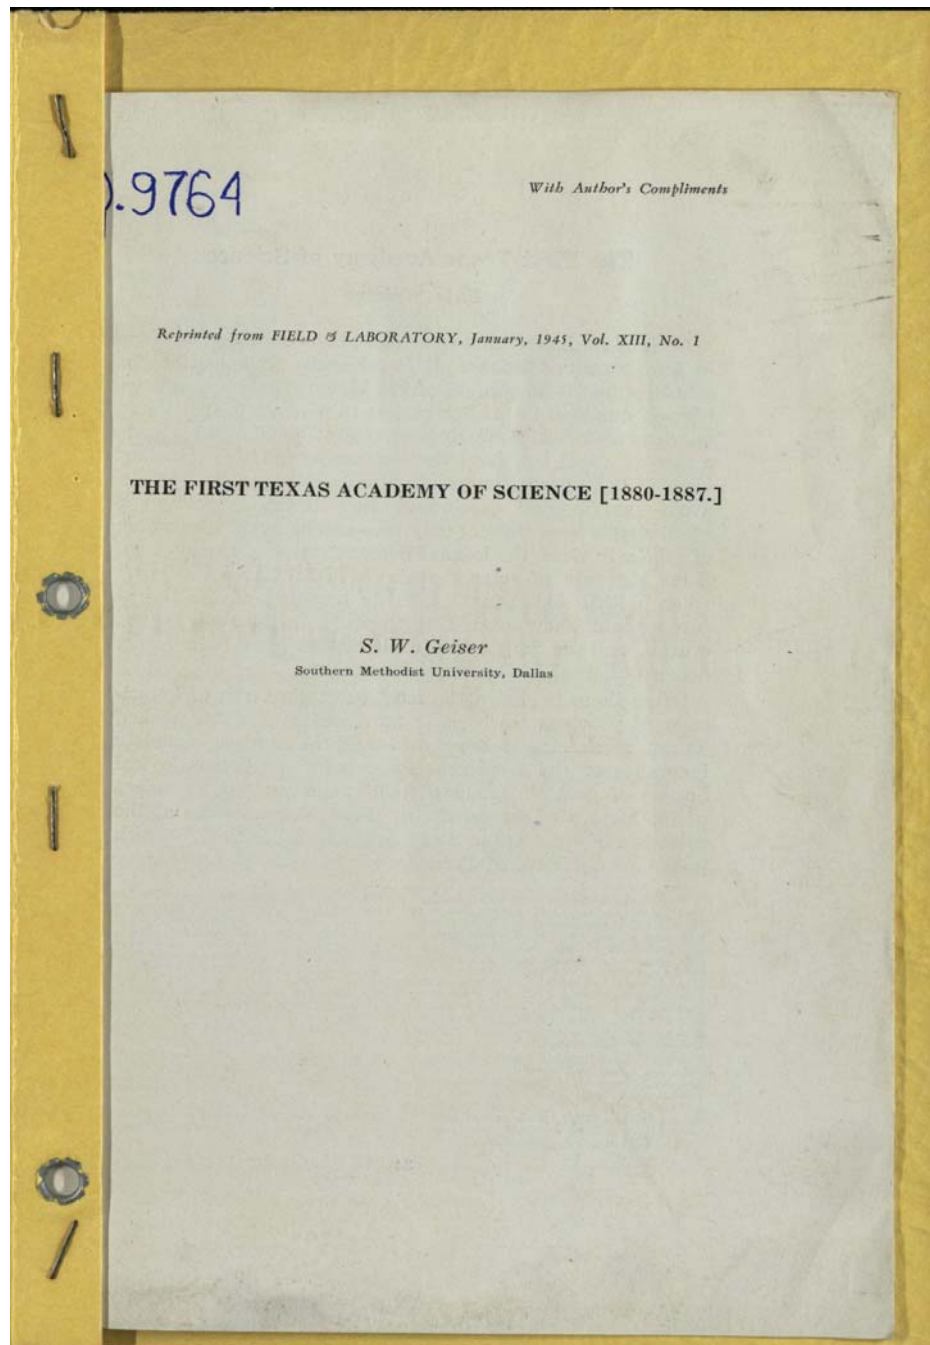 .9764
With Author's Compliments
Reprinted from FIELD & LABORATORY, January, 1945, Vol. XIII, No. 1
THE FIRST TEXAS ACADEMY OF SCIENCE [1880-1887.]
S. W. Geiser
Southern Methodist University, Dallas